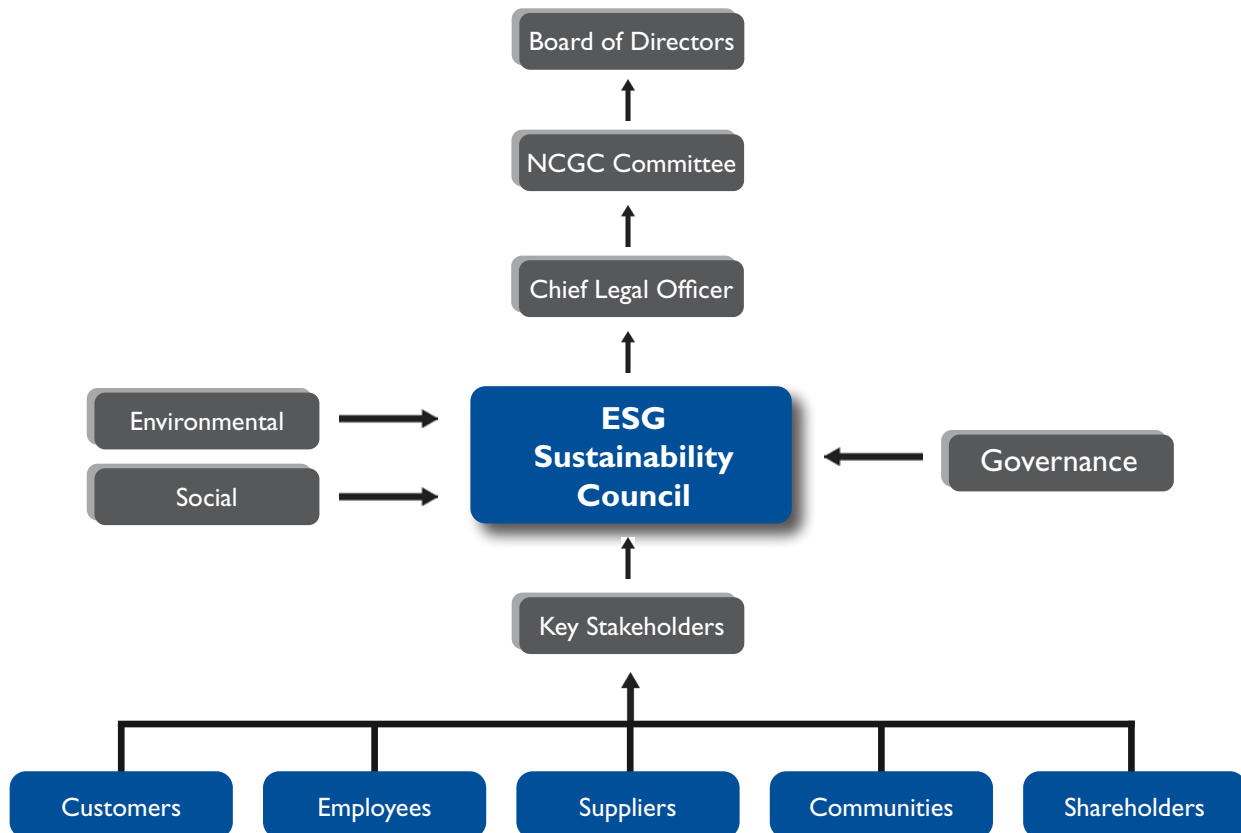 Board of Directors
NCGC Committee
Chief Legal Officer
Environmental
Social
ESG
Sustainability
Council
Governance
Key Stakeholders
Customers
Employees
Suppliers
Communities
Shareholders